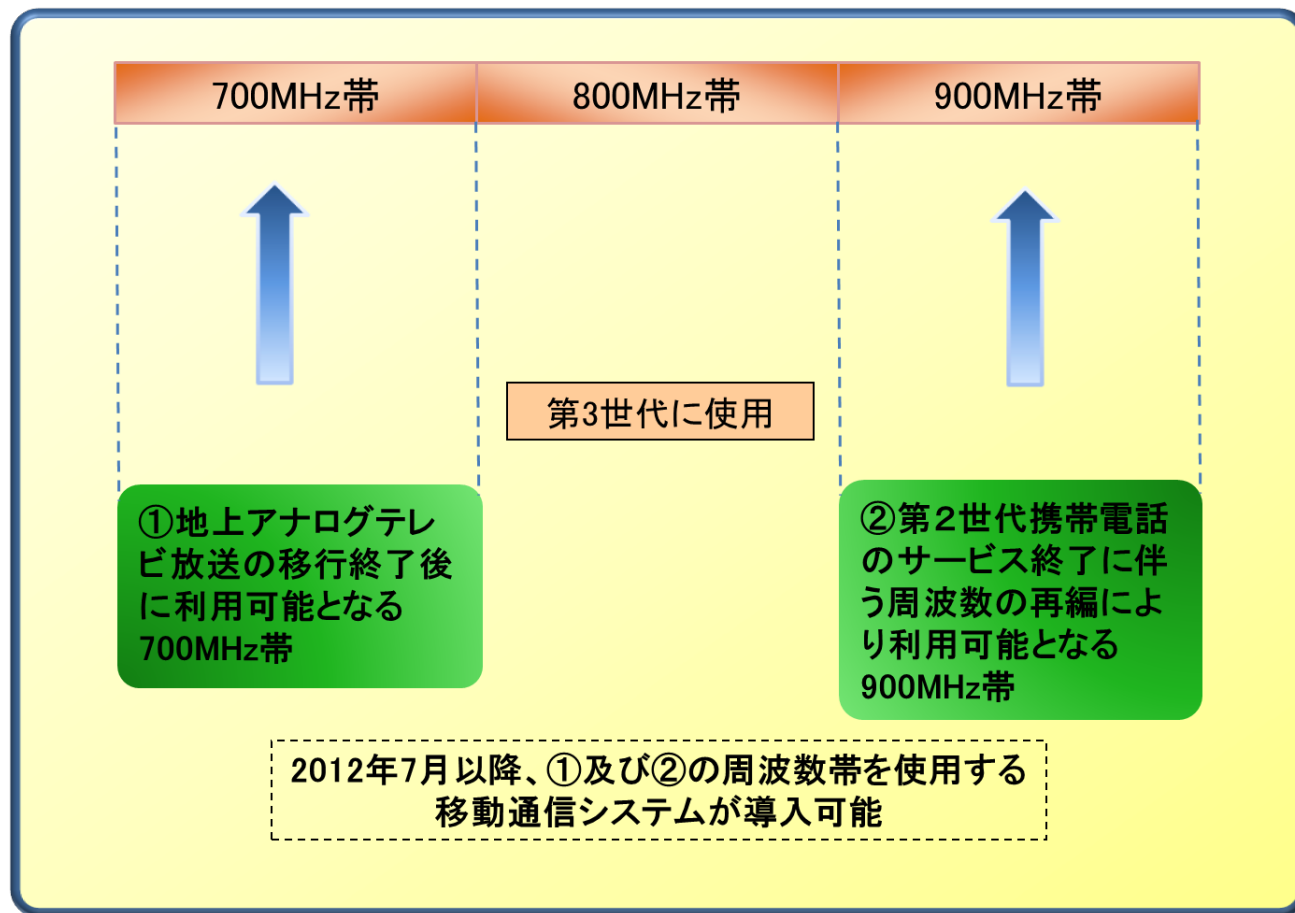 700MHz帯
800MHz帯
900MHz帯
第3世代に使用
①地上アナログテレ
ビ放送の移行終了後
に利用可能となる
700MHz帯
②第２世代携帯電話
のサービス終了に伴
う周波数の再編によ
り利用可能となる
900MHz帯
2012年7月以降、①及び②の周波数帯を使用する
移動通信システムが導入可能